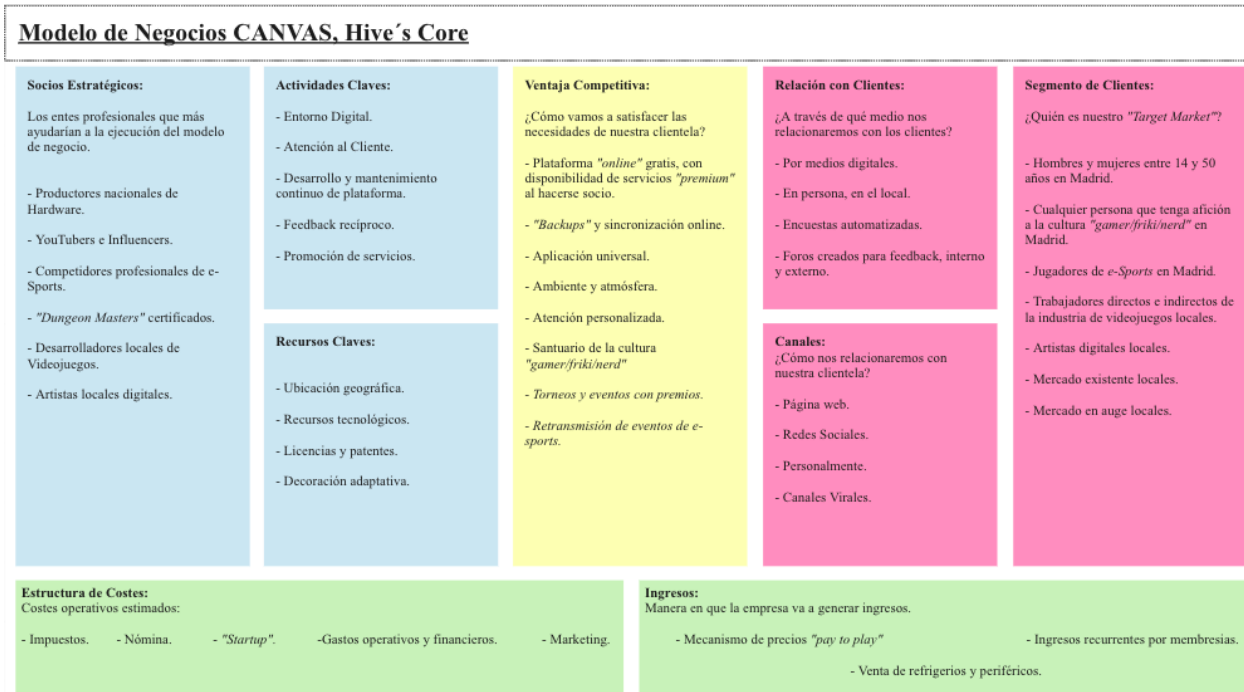 Modelo de Negocios CANVAS, Hive´s Core
Socios Estratégicos:
Los entes profesionales que más
ayudarían a la ejecución del modelo
de negocio.
- Productores nacionales de
Hardware.
- YouTubers e Influencers.
- Competidores profesionales de e-
Sports.
- "Dungeon Masters" certificados.
- Desarrolladores locales de
Videojuegos.
- Artistas locales digitales.
Actividades Claves:
- Entorno Digital.
- Atención al Cliente.
- Desarrollo y mantenimiento
continuo de plataforma.
- Feedback recíproco.
- Promoción de servicios.
Recursos Claves:
- Ubicación geográfica.
- Recursos tecnológicos.
- Licencias y patentes.
- Decoración adaptativa.
Ventaja Competitiva:
¿Cómo vamos a satisfacer las
necesidades de nuestra clientela?
- Plataforma "online" gratis, con
disponibilidad de servicios "premium"
al hacerse socio.
- "Backups" y sincronización online.
- Aplicación universal.
- Ambiente y atmósfera.
- Atención personalizada.
- Santuario de la cultura
"gamer/friki/nerd"
- Torneos y eventos con premios.
- Retransmisión de eventos de e-
sports.
Relación con Clientes:
¿A través de qué medio nos
relacionaremos con los clientes?
- Por medios digitales.
- En persona, en el local.
- Encuestas automatizadas.
- Foros creados para feedback, interno
y externo.
Canales:
¿Cómo nos relacionaremos con
nuestra clientela?
- Página web.
- Redes Sociales.
- Personalmente.
- Canales Virales.
Segmento de Clientes:
¿Quién es nuestro "Target Market"?
- Hombres y mujeres entre 14 y 50
años en Madrid.
- Cualquier persona que tenga afición
a la cultura "gamer/friki/nerd" en
Madrid.
- Jugadores de e-Sports en Madrid.
- Trabajadores directos e indirectos de
la industria de videojuegos locales.
- Artistas digitales locales.
- Mercado existente locales.
- Mercado en auge locales.
Estructura de Costes:
Costes operativos estimados:
- Impuestos. - Nómina. - "Startup". -Gastos operativos y financieros. - Marketing.
Ingresos:
Manera en que la empresa va a generar ingresos.
- Mecanismo de precios "pay to play" - Ingresos recurrentes por membresias.
- Venta de refrigerios y periféricos.